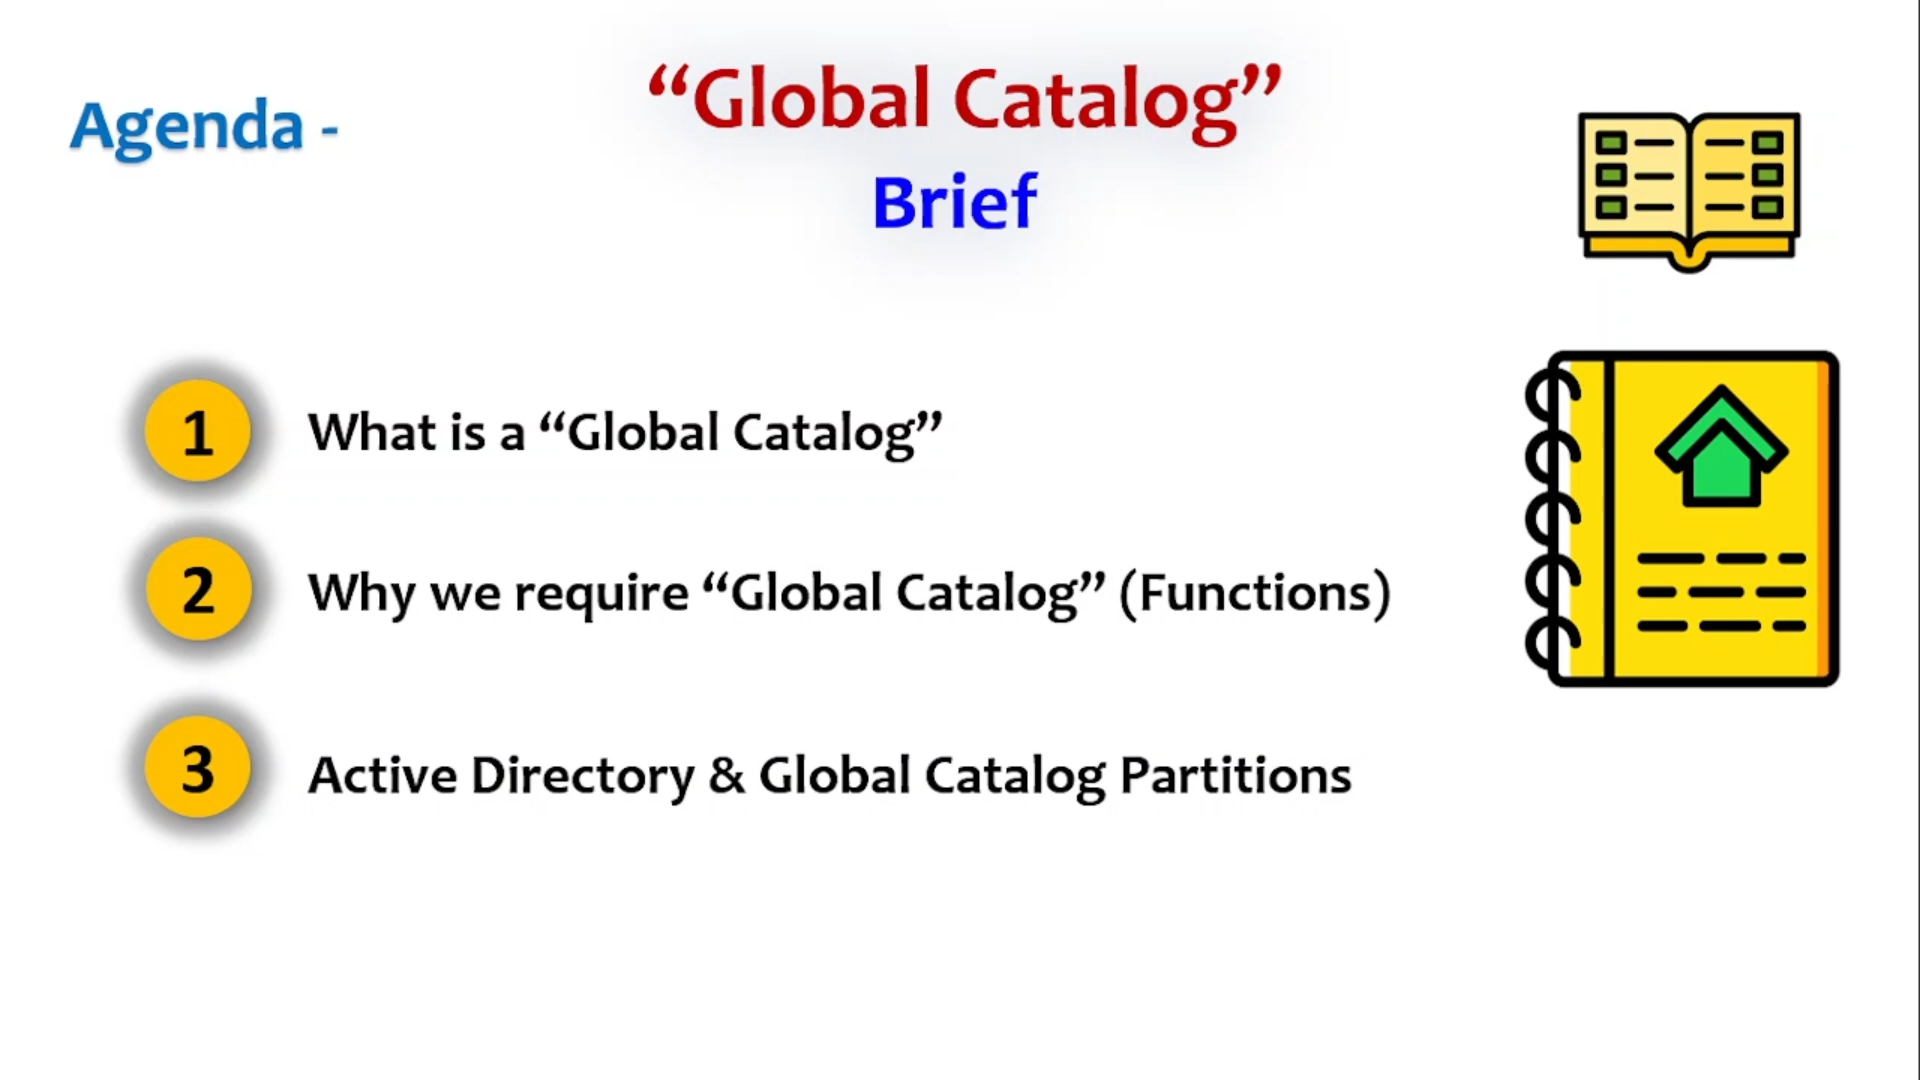 Agenda -
“Global Catalog”
Brief
1 What is a “Global Catalog”
2 Why we require “Global Catalog” (Functions)
3 Active Directory & Global Catalog Partitions